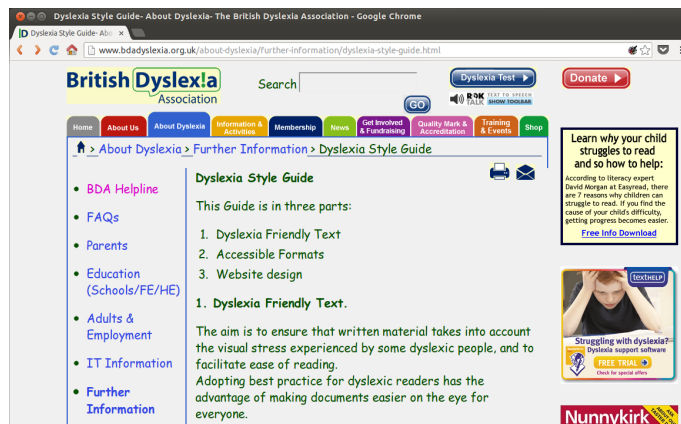 Dyslexia Style Guide- About Dyslexia- The British Dyslexia Association - Google Chrome
Dyslexia Style Guide- Abo
www.bdadyslexia.org.uk/about-dyslexia/further-information/dyslexia-style-guide.html
British Dyslex!a
Association
Search
GO
Dyslexia Test
ROK TALK
TEXT TO SPEECH
SHOW TOOLBAR
Donate
Home
About Us
About Dyslexia
Information &
Activities
Membership
News
Get Involved
& Fundraising
Quality Mark &
Accreditation
Training
& Events
Shop
> About Dyslexia > Further Information > Dyslexia Style Guide
BDA Helpline
FAQs
Parents
Education
(Schools/FE/HE)
Adults &
Employment
IT Information
Further
Information
Dyslexia Style Guide
This Guide is in three parts:
1. Dyslexia Friendly Text
2. Accessible Formats
3. Website design
1. Dyslexia Friendly Text.
The aim is to ensure that written material takes into account
the visual stress experienced by some dyslexic people, and to
facilitate ease of reading.
Adopting best practice for dyslexic readers has the
advantage of making documents easier on the eye for
everyone.
Learn why your child
struggles to read
and so how to help:
According to literacy expert
David Morgan at Easyread, there
are 7 reasons why children can
struggle to read. If you find the
cause of your child's difficulty,
getting progress becomes easier.
Free Info Download
textHELP
Struggling with dyslexia?
Dyslexia support software
FREE TRIAL
Check for special offers
Nunnykirk